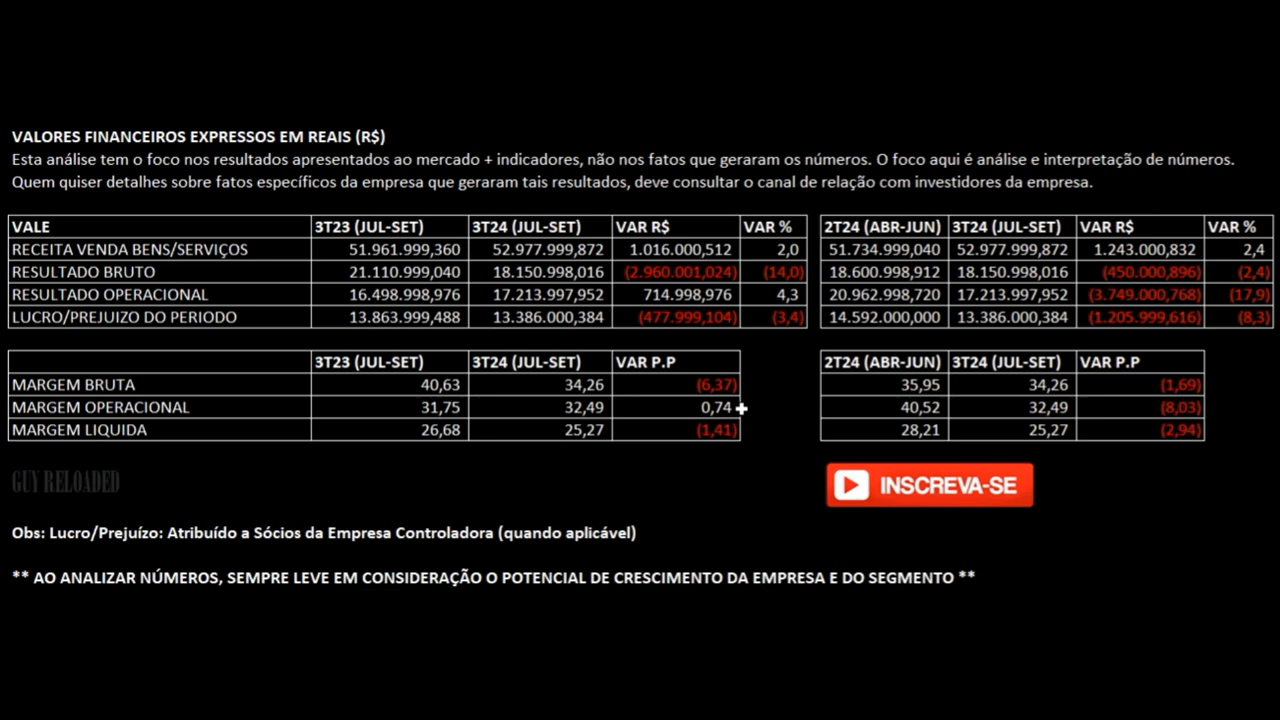 VALORES FINANCEIROS EXPRESSOS EM REAIS (R$)
Esta análise tem o foco nos resultados apresentados ao mercado + indicadores, não nos fatos que geraram os números. O foco aqui é análise e interpretação de números.
Quem quiser detalhes sobre fatos específicos da empresa que geraram tais resultados, deve consultar o canal de relação com investidores da empresa.
VALE 3T23 (JUL-SET) 3T24 (JUL-SET) VAR R$ VAR % 2T24 (ABR-JUN) 3T24 (JUL-SET) VAR R$ VAR %
RECEITA VENDA BENS/SERVIÇOS 51.961.999,360 52.977.999,872 1.016.000,512 2,0 51.734.999,040 52.977.999,872 1.243.000,832 2,4
RESULTADO BRUTO 21.110.999,040 18.150.998,016 (2.960.001,024) (14,0) 18.600.998,912 18.150.998,016 (450.000,896) (2,4)
RESULTADO OPERACIONAL 16.498.998,976 17.213.997,952 714.998,976 4,3 20.962.998,720 17.213.997,952 (3.749.000,768) (17,9)
LUCRO/PREJUIZO DO PERIODO 13.863.999,488 13.386.000,384 (477.999,104) (3,4) 14.592.000,000 13.386.000,384 (1.205.999,616) (8,3)
3T23 (JUL-SET) 3T24 (JUL-SET) VAR P.P 2T24 (ABR-JUN) 3T24 (JUL-SET) VAR P.P
MARGEM BRUTA 40,63 34,26 (6,37) 35,95 34,26 (1,69)
MARGEM OPERACIONAL 31,75 32,49 0,74 40,52 32,49 (8,03)
MARGEM LIQUIDA 26,68 25,27 (1,41) 28,21 25,27 (2,94)
GUY RELOADED
INSCREVA-SE
Obs: Lucro/Prejuízo: Atribuído a Sócios da Empresa Controladora (quando aplicável)
** AO ANALIZAR NÚMEROS, SEMPRE LEVE EM CONSIDERAÇÃO O POTENCIAL DE CRESCIMENTO DA EMPRESA E DO SEGMENTO **